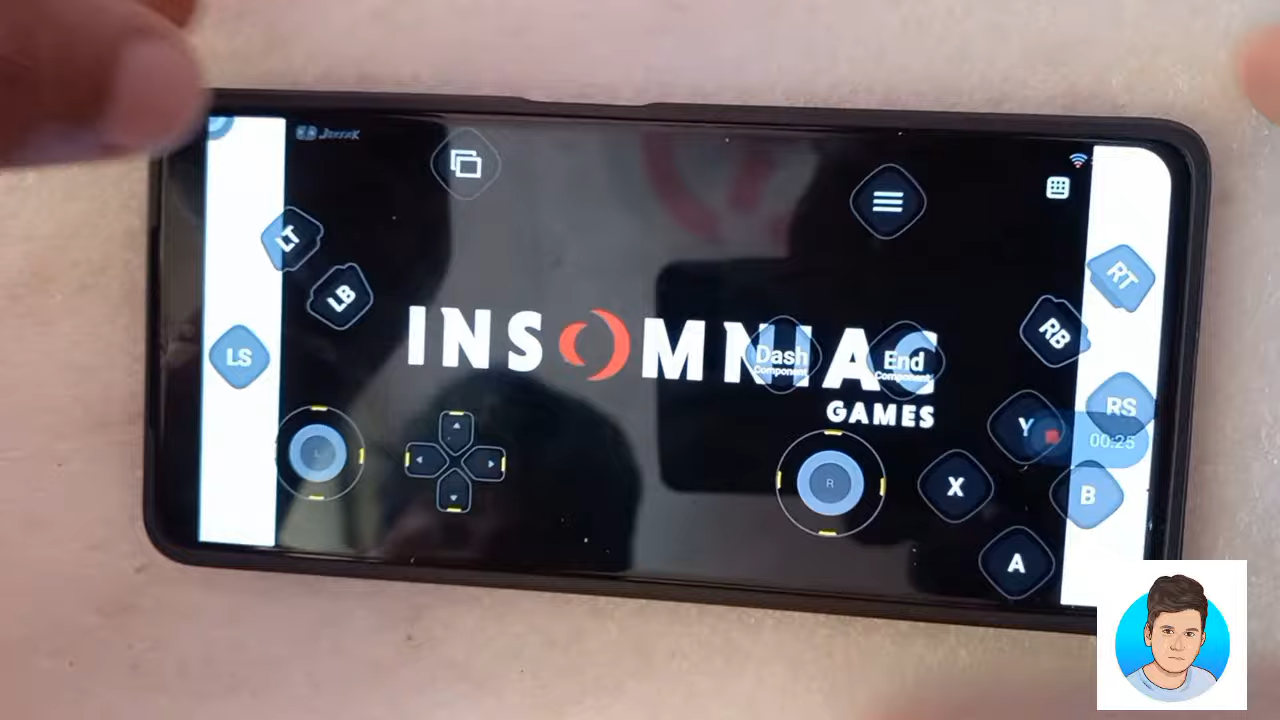 LT
LB
LS
INSOMNIAC
GAMES
Dash
Component
End
Component
RT
RB
RS
00:25
Y
X
B
A
L
R